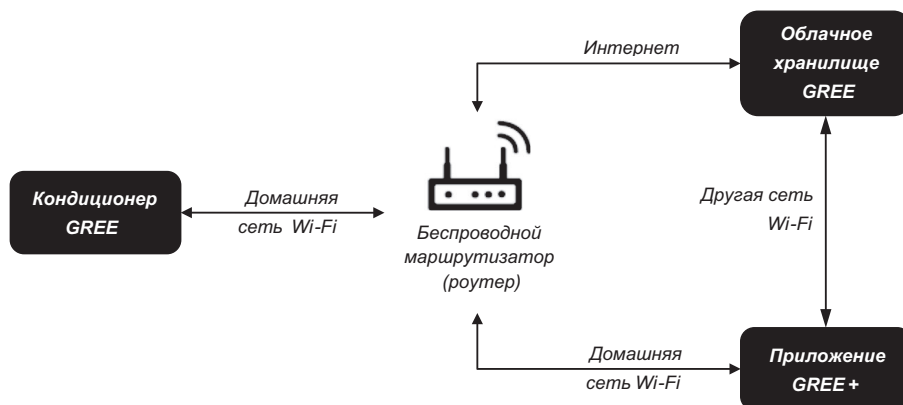 Интернет
Облачное
хранилище
GREE
Кондиционер
GREE
Домашняя
сеть Wi-Fi
Беспроводной
маршрутизатор
(роутер)
Другая сеть
Wi-Fi
Домашняя
сеть Wi-Fi
Приложение
GREE+